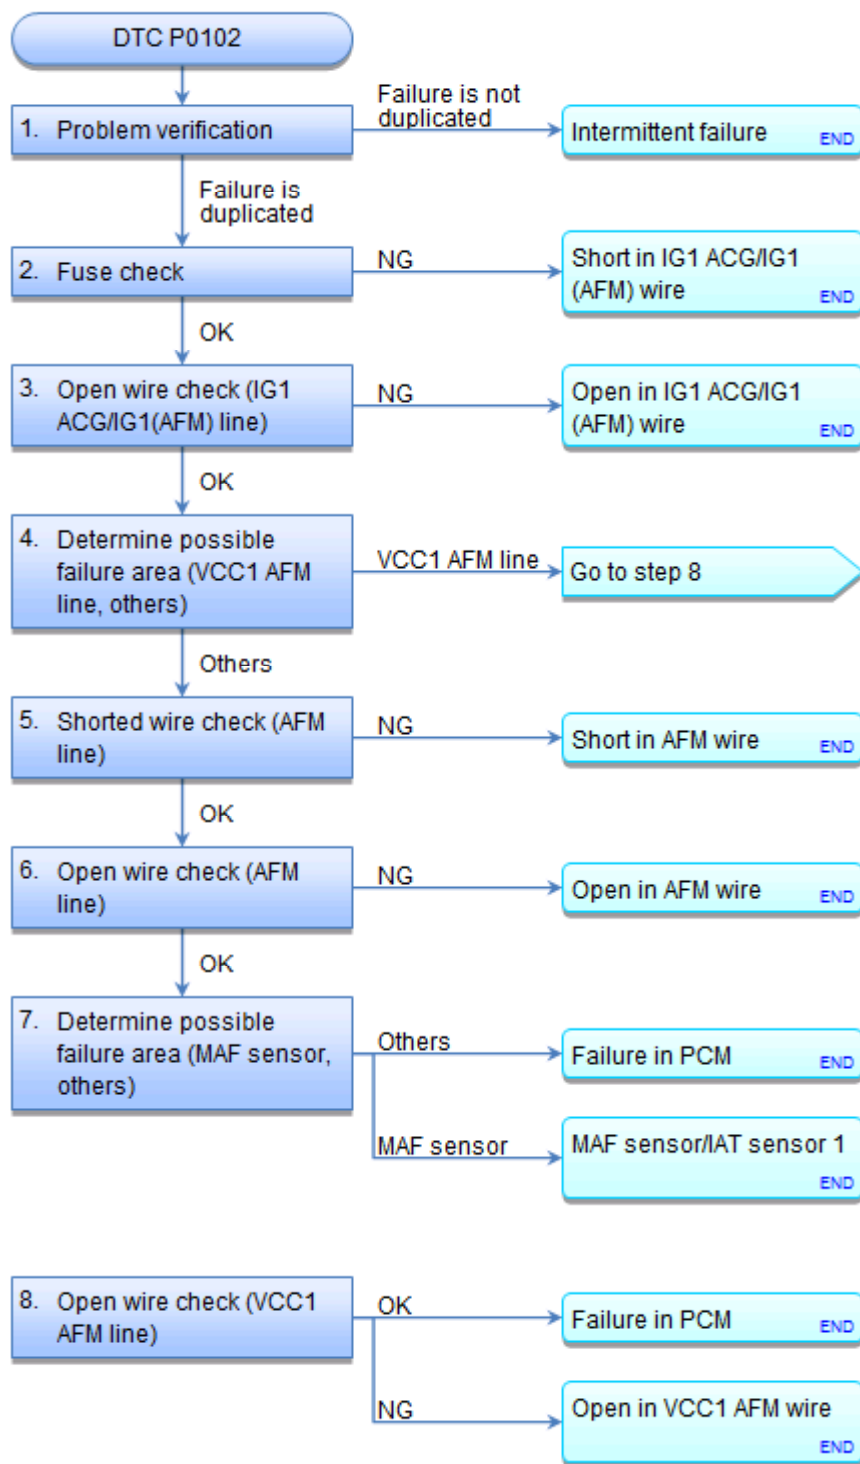 DTC P0102
1. Problem verification
Failure is not
duplicated
Intermittent failure
END
Failure is
duplicated
2. Fuse check
NG
Short in IG1 ACG/IG1
(AFM) wire
END
OK
3. Open wire check (IG1
ACG/IG1(AFM) line)
NG
Open in IG1 ACG/IG1
(AFM) wire
END
OK
4. Determine possible
failure area (VCC1 AFM
line, others)
VCC1 AFM line
Go to step 8
Others
5. Shorted wire check (AFM
line)
NG
Short in AFM wire
END
OK
6. Open wire check (AFM
line)
NG
Open in AFM wire
END
OK
7. Determine possible
failure area (MAF sensor,
others)
Others
Failure in PCM
END
MAF sensor
MAF sensor/IAT sensor 1
END
8. Open wire check (VCC1
AFM line)
OK
Failure in PCM
END
NG
Open in VCC1 AFM wire
END